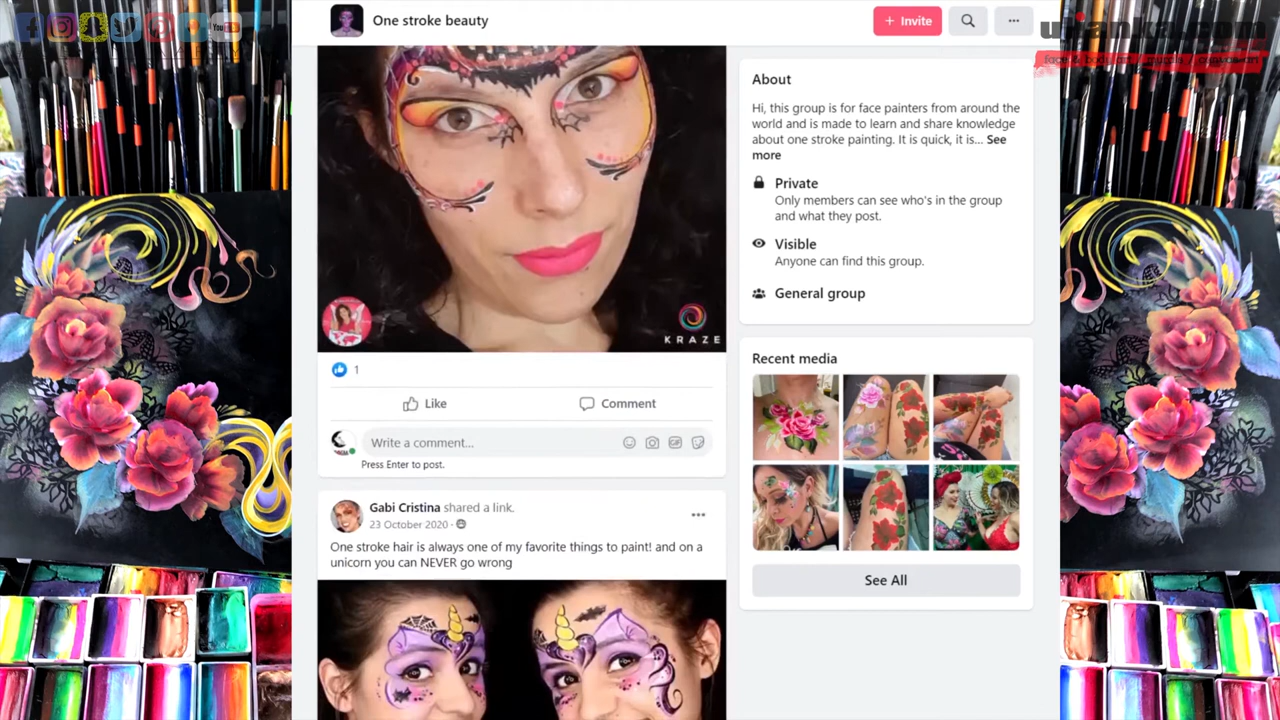 One stroke beauty
+ Invite
KRAZE
1
Like
Comment
Write a comment...
GIF
Press Enter to post.
Gabi Cristina shared a link.
23 October 2020 ·
One stroke hair is always one of my favorite things to paint! and on a
unicorn you can NEVER go wrong
About
Hi, this group is for face painters from around the
world and is made to learn and share knowledge
about one stroke painting. It is quick, it is... See
more
Private
Only members can see who's in the group
and what they post.
Visible
Anyone can find this group.
General group
Recent media
See All
You